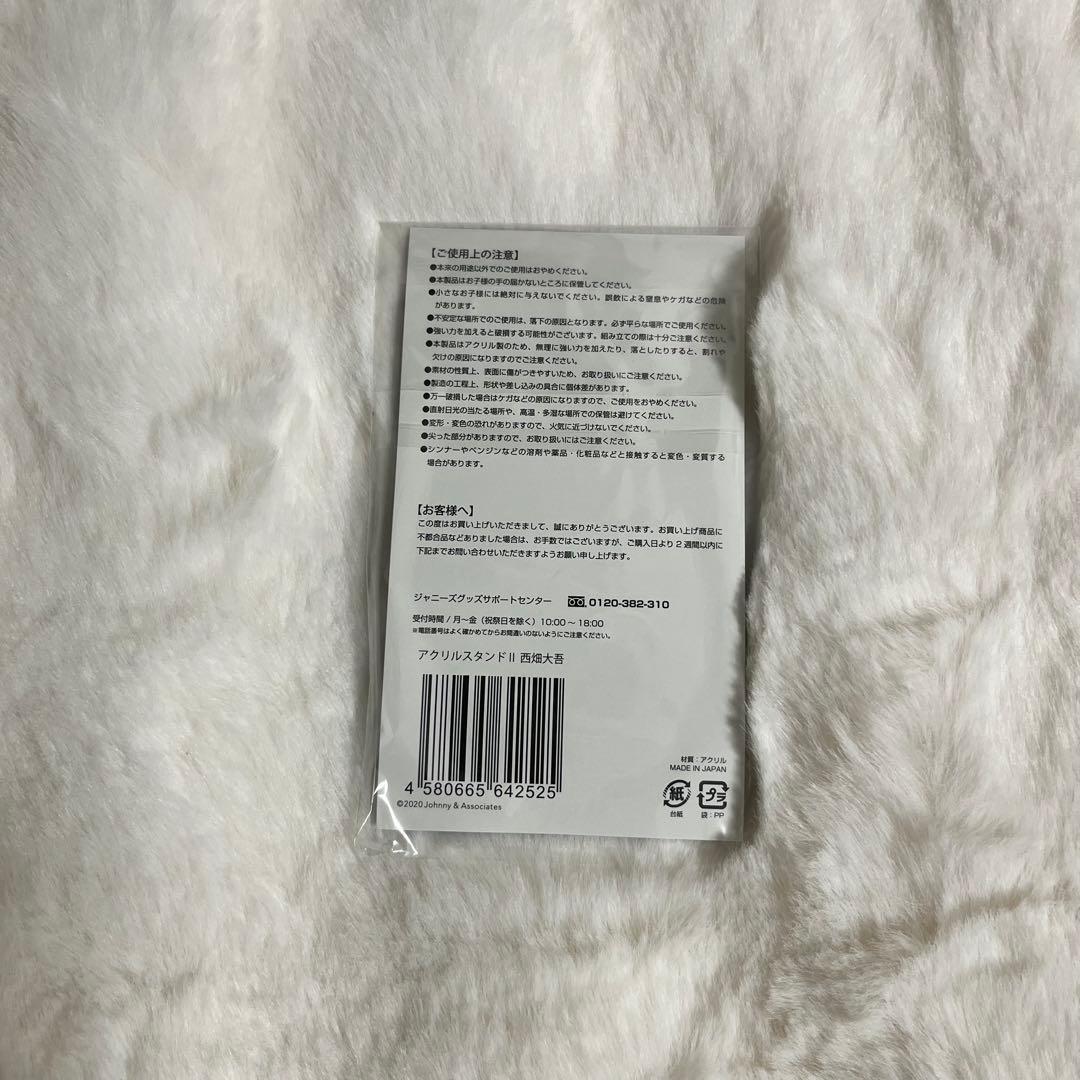 【ご使用上の注意】
●本来の用途以外でのご使用はおやめください。
●本製品はお子様の手の届かないところに保管してください。
●小さなお子様には絶対に与えないでください。誤飲による窒息やケガなどの危険
があります。
●不安定な場所でのご使用は、落下の原因となります。必ず平らな場所でご使用ください。
●強い力を加えると破損する可能性がございます。組み立ての際は十分ご注意ください。
●本製品はアクリル製のため、無理に強い力を加えたり、落としたりすると、割れや
欠けの原因になりますのでご注意ください。
●素材の性質上、表面に傷がつきやすいため、お取り扱いにご注意ください。
●製造の工程上、形状や差し込みの具合に個体差があります。
●万一破損した場合はケガなどの原因になりますので、ご使用をおやめください。
●直射日光の当たる場所や、高温・多湿な場所での保管は避けてください。
●変形・変色の恐れがありますので、火気に近づけないでください。
●尖った部分がありますので、お取り扱いにはご注意ください。
●シンナーやベンジンなどの溶剤や薬品・化粧品などと接触すると変色・変質する
場合があります。
【お客様へ】
この度はお買い上げいただきまして、誠にありがとうございます。お買い上げ商品に
不都合品などありました場合は、お手数ではございますが、ご購入日より2週間以内に
下記までお問い合わせいただきますようお願い申し上げます。
ジャニーズグッズサポートセンター 0120-382-310
受付時間 / 月～金（祝祭日を除く）10:00～18:00
※電話番号はよく確かめてからお間違いのないようにご注意ください。
アクリルスタンドⅡ 西畑大吾
4 580665 642525
©2020 Johnny & Associates
材質：アクリル
MADE IN JAPAN
紙 プラ
台紙 袋：PP